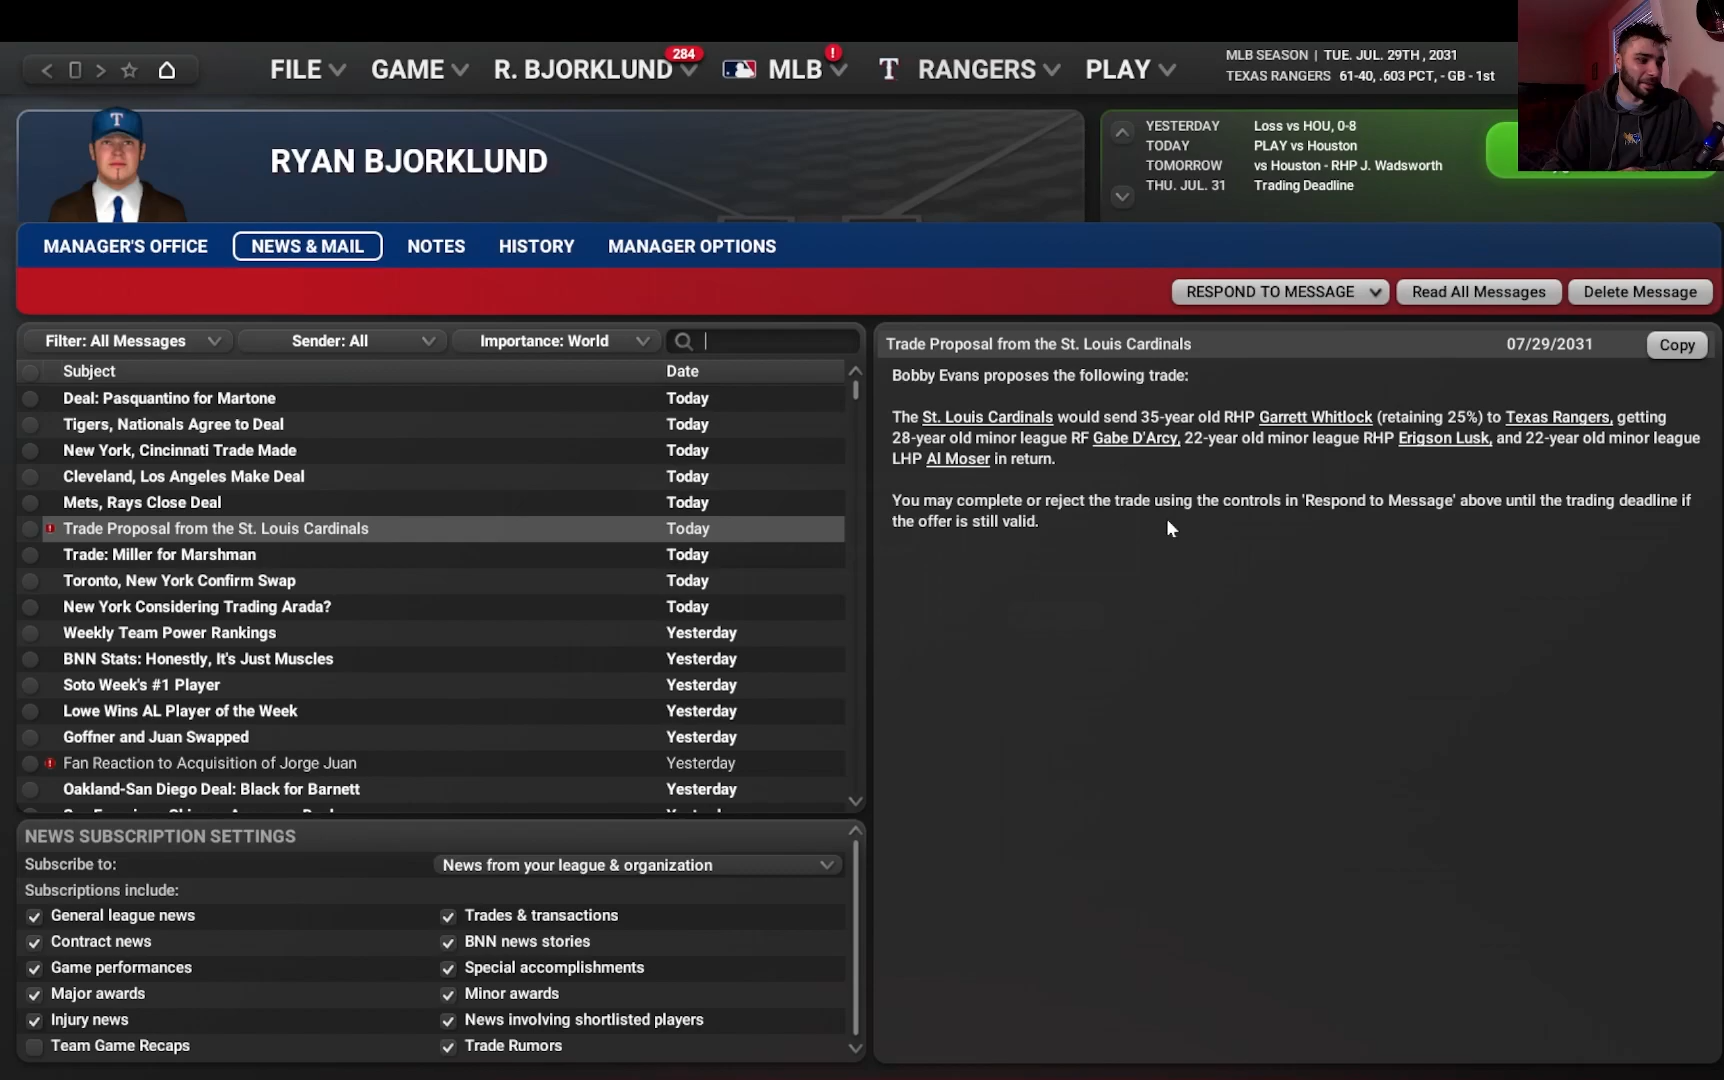 FILE GAME R. BJORKLUND 284 MLB ! T RANGERS PLAY
MLB SEASON | TUE. JUL. 29TH, 2031
TEXAS RANGERS 61-40, .603 PCT, - GB - 1st
T
RYAN BJORKLUND
YESTERDAY Loss vs HOU, 0-8
TODAY PLAY vs Houston
TOMORROW vs Houston - RHP J. Wadsworth
THU. JUL. 31 Trading Deadline
MANAGER'S OFFICE NEWS & MAIL NOTES HISTORY MANAGER OPTIONS
RESPOND TO MESSAGE Read All Messages Delete Message
Filter: All Messages Sender: All Importance: World
Subject Date
Deal: Pasquantino for Martone Today
Tigers, Nationals Agree to Deal Today
New York, Cincinnati Trade Made Today
Cleveland, Los Angeles Make Deal Today
Mets, Rays Close Deal Today
! Trade Proposal from the St. Louis Cardinals Today
Trade: Miller for Marshman Today
Toronto, New York Confirm Swap Today
New York Considering Trading Arada? Today
Weekly Team Power Rankings Yesterday
BNN Stats: Honestly, It's Just Muscles Yesterday
Soto Week's #1 Player Yesterday
Lowe Wins AL Player of the Week Yesterday
Goffner and Juan Swapped Yesterday
! Fan Reaction to Acquisition of Jorge Juan Yesterday
Oakland-San Diego Deal: Black for Barnett Yesterday
NEWS SUBSCRIPTION SETTINGS
Subscribe to: News from your league & organization
Subscriptions include:
General league news Trades & transactions
Contract news BNN news stories
Game performances Special accomplishments
Major awards Minor awards
Injury news News involving shortlisted players
Team Game Recaps Trade Rumors
Trade Proposal from the St. Louis Cardinals 07/29/2031 Copy
Bobby Evans proposes the following trade:
The St. Louis Cardinals would send 35-year old RHP Garrett Whitlock (retaining 25%) to Texas Rangers, getting
28-year old minor league RF Gabe D'Arcy, 22-year old minor league RHP Erigson Lusk, and 22-year old minor league
LHP Al Moser in return.
You may complete or reject the trade using the controls in 'Respond to Message' above until the trading deadline if
the offer is still valid.